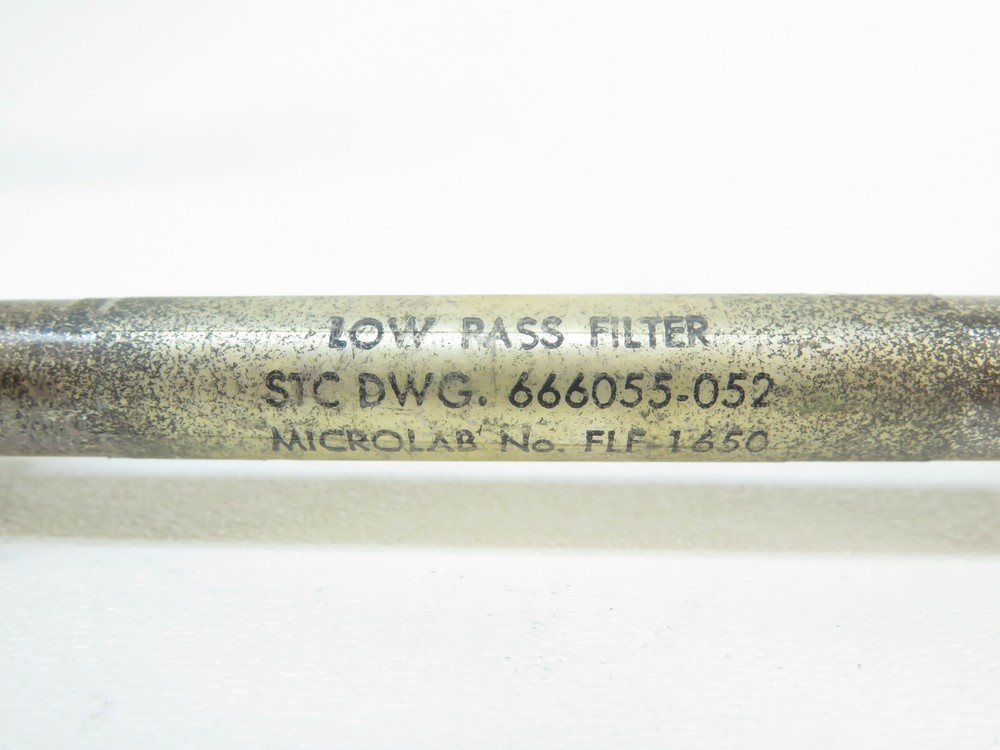 LOW PASS FILTER
STC DWG. 666055-052
MICROLAB No. FLF-1650